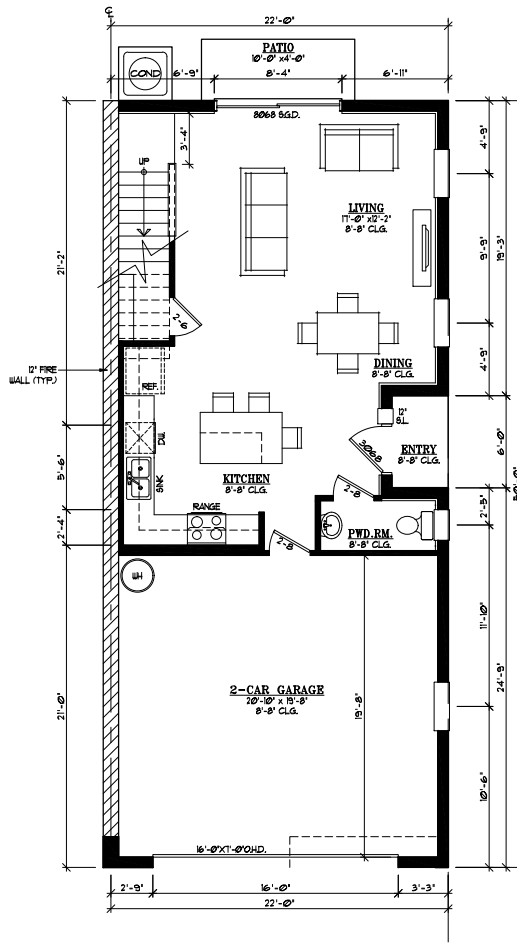 ℄
22'-0"
PATIO
10'-0" x4'-0"
COND
6'-9"
8'-4"
6'-11"
8068 S.G.D.
3'-4"
4'-9"
UP
LIVING
17'-0" x12'-2"
8'-8" CLG.
21'-2"
9'-9"
19'-3"
2-6
DINING
8'-8" CLG.
4'-9"
12" FIRE
WALL (TYP.)
REF.
12"
S.L.
DW.
3068
ENTRY
8'-8" CLG.
6'-0"
5'-6"
SINK
KITCHEN
8'-8" CLG.
2-8
RANGE
2'-5"
2'-4"
PWD.RM.
8'-8" CLG.
2-8
WH
11'-10"
2-CAR GARAGE
20'-10" x 19'-8"
8'-8" CLG.
19'-8"
24'-9"
21'-0"
10'-6"
16'-0"X7'-0"O.H.D.
2'-9"
16'-0"
3'-3"
22'-0"